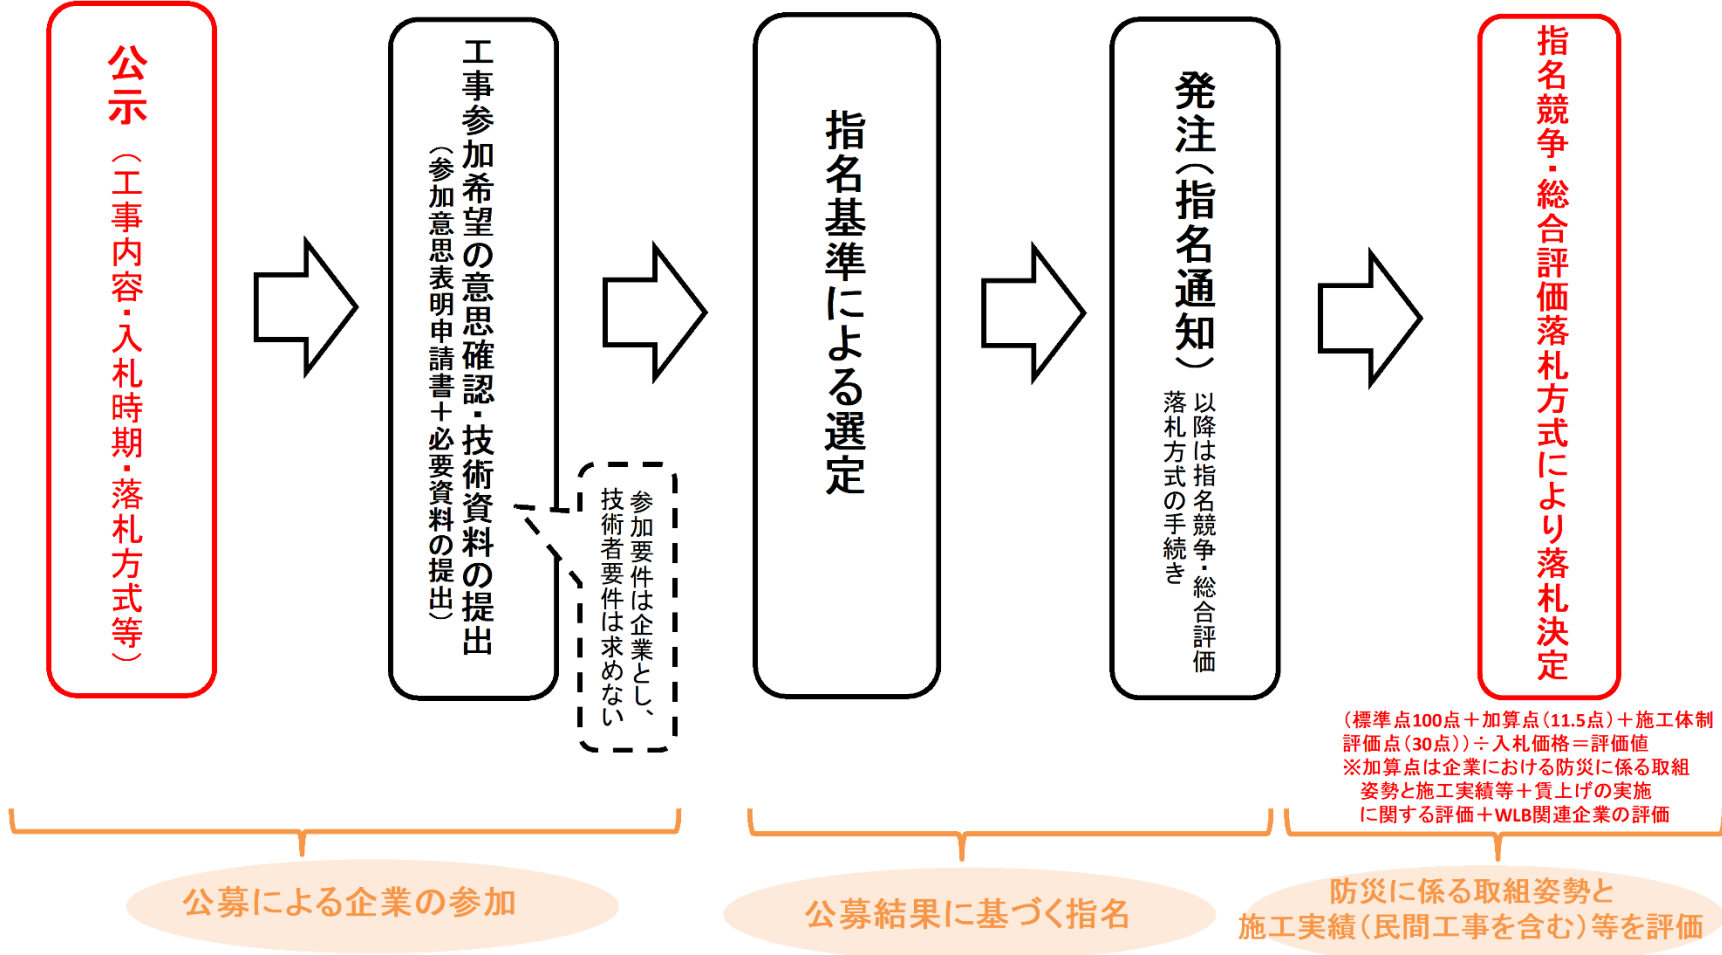 公示（工事内容・入札時期・落札方式等）
工事参加希望の意思確認・技術資料の提出
（参加意思表明申請書＋必要資料の提出）
参加要件は企業とし、
技術者要件は求めない
指名基準による選定
発注（指名通知）
以降は指名競争・総合評価
落札方式の手続き
指名競争・総合評価落札方式により落札決定
（標準点100点＋加算点（11.5点）＋施工体制
評価点（30点））÷入札価格＝評価値
※加算点は企業における防災に係る取組
姿勢と施工実績等＋賃上げの実施
に関する評価＋WLB関連企業の評価
公募による企業の参加
公募結果に基づく指名
防災に係る取組姿勢と
施工実績（民間工事を含む）等を評価